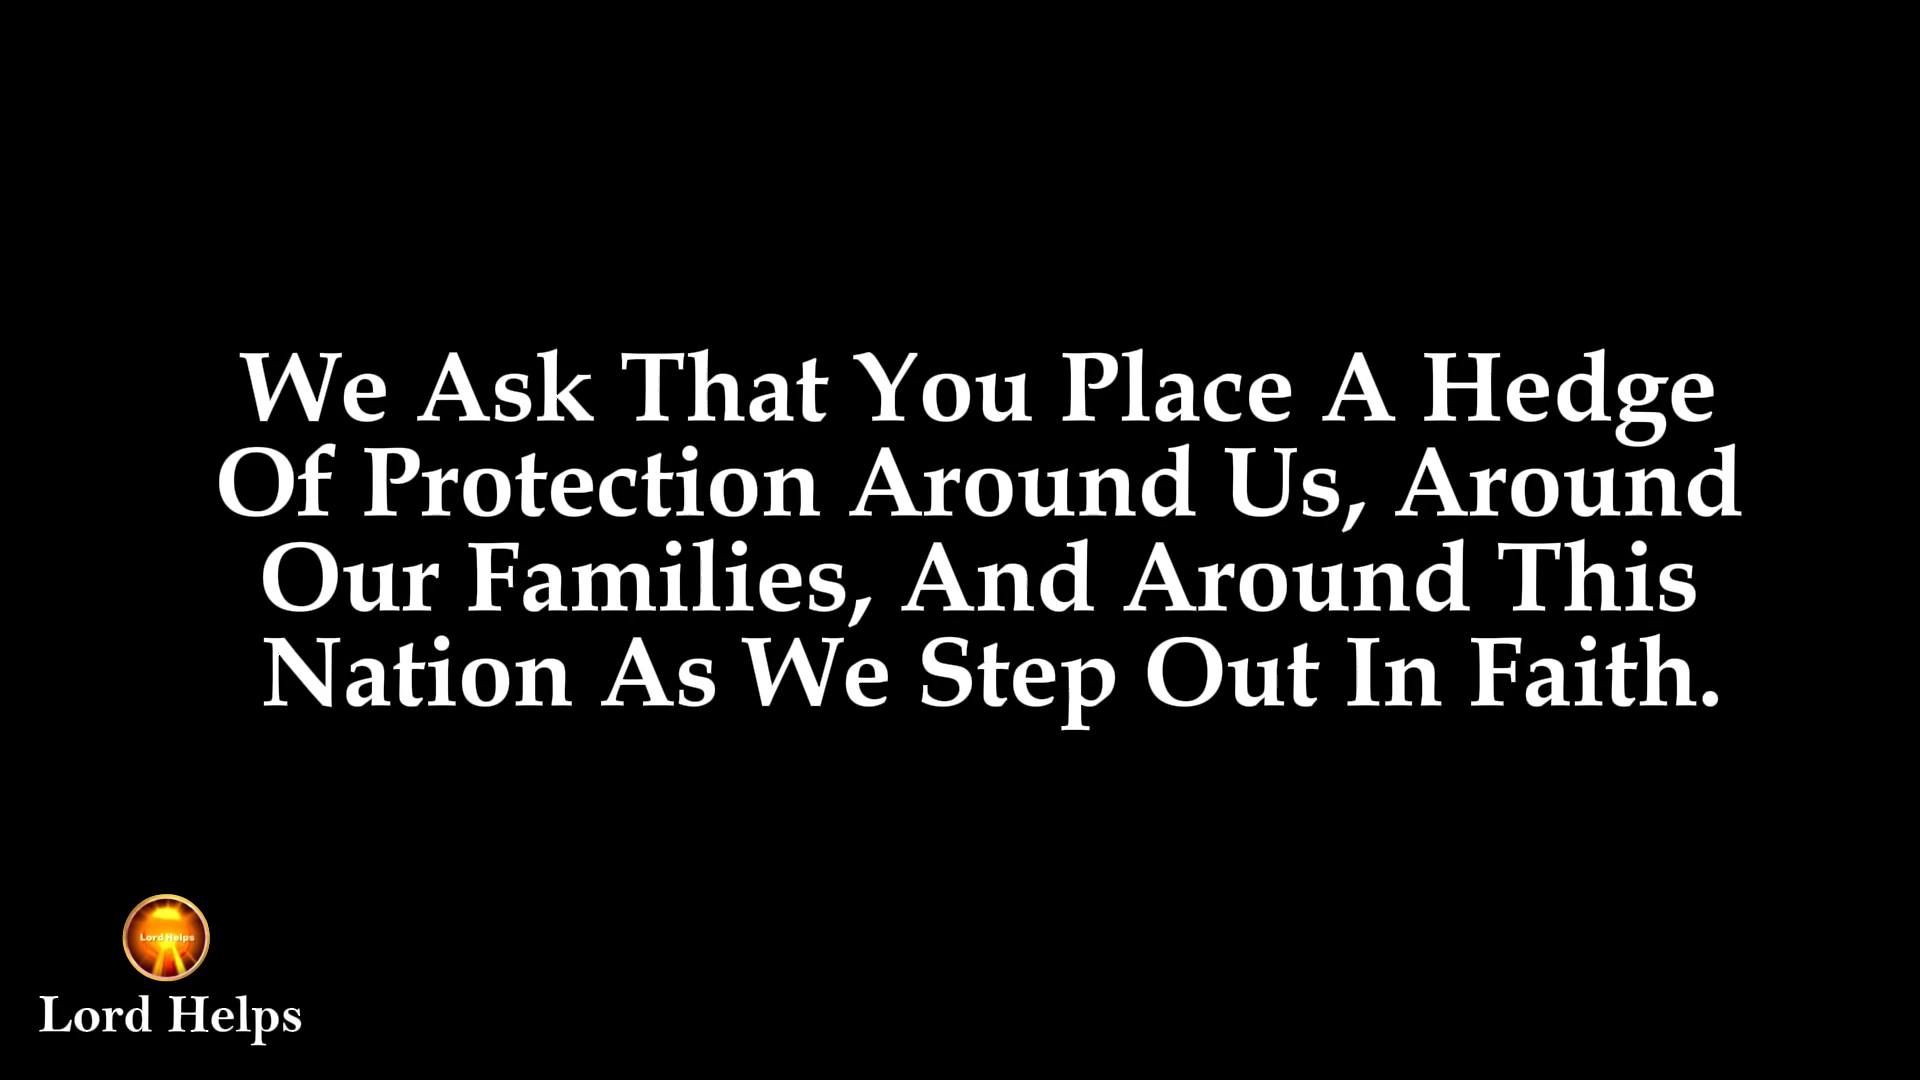 We Ask That You Place A Hedge
Of Protection Around Us, Around
Our Families, And Around This
Nation As We Step Out In Faith.
Lord Helps
Lord Helps